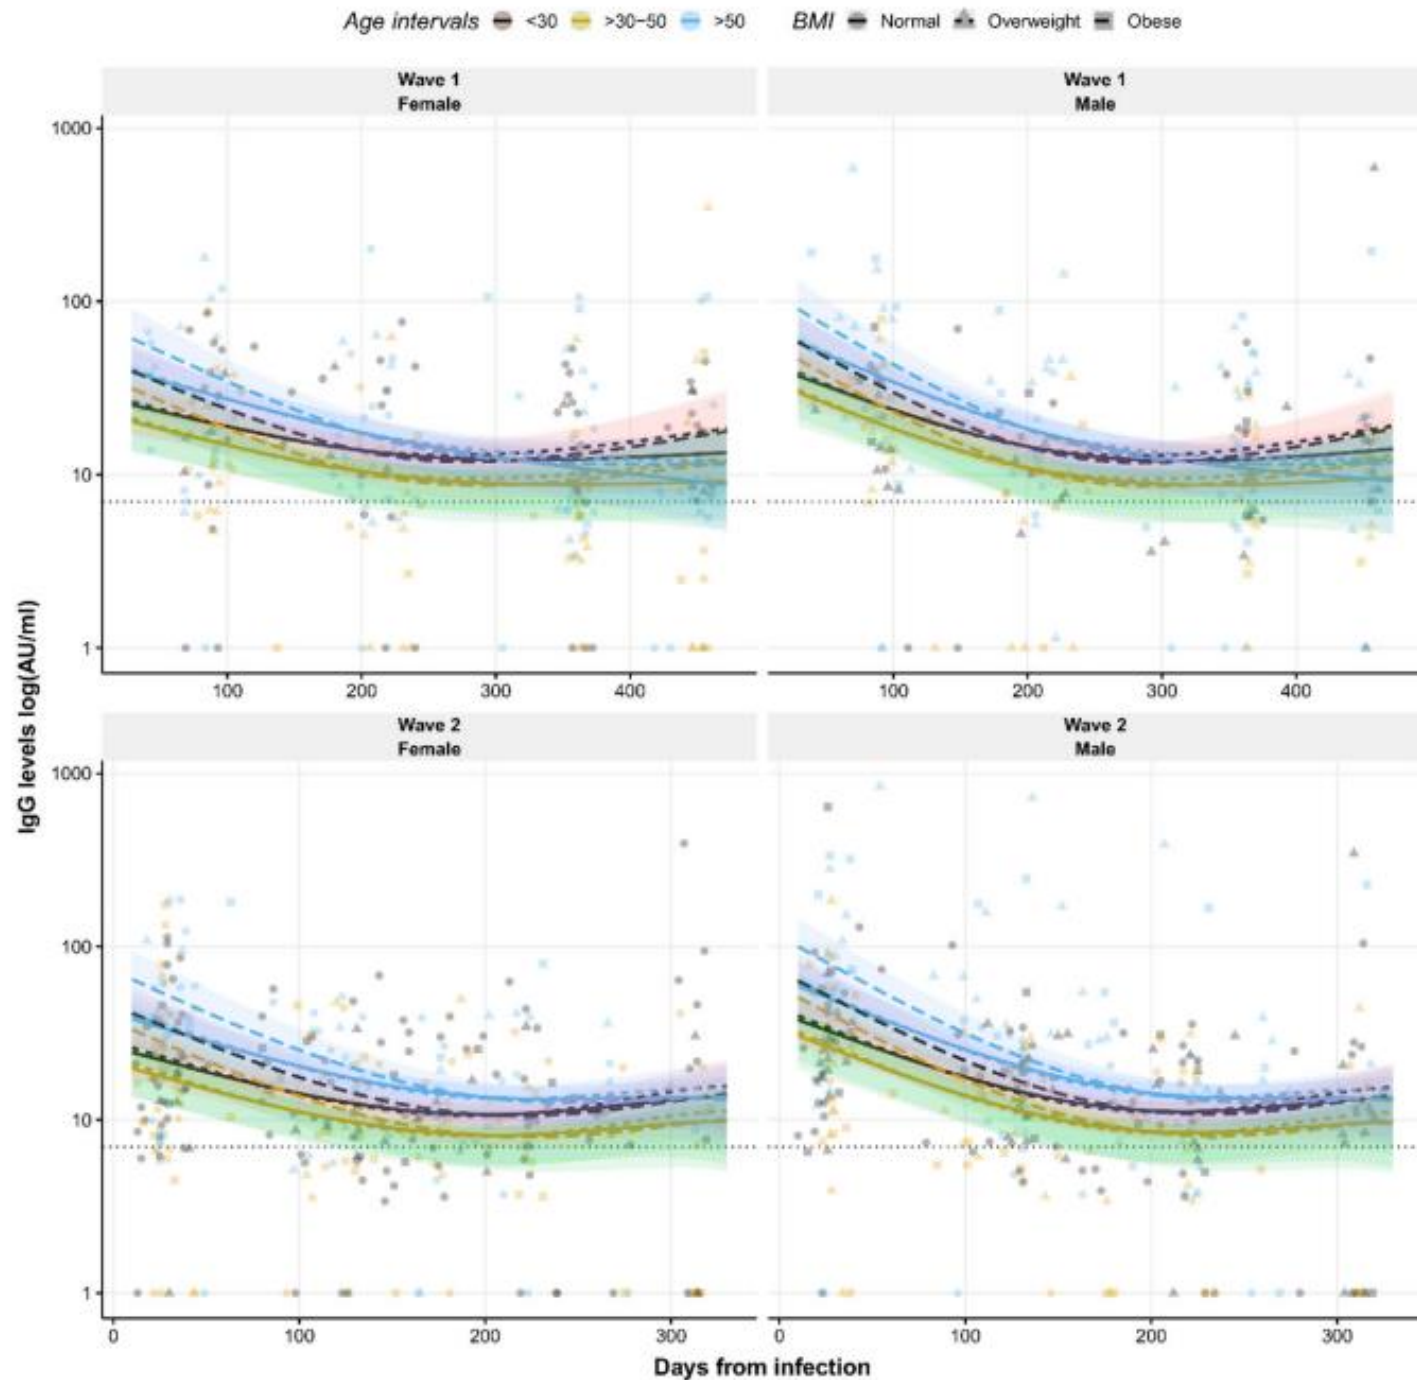 Age intervals <30 >30−50 >50 BMI Normal Overweight Obese
Wave 1 Wave 1
Female Male
1000
100
10
1
100 200 300 400 100 200 300 400
IgG levels log(AU/ml)
Wave 2 Wave 2
Female Male
1000
100
10
1
0 100 200 300 0 100 200 300
Days from infection